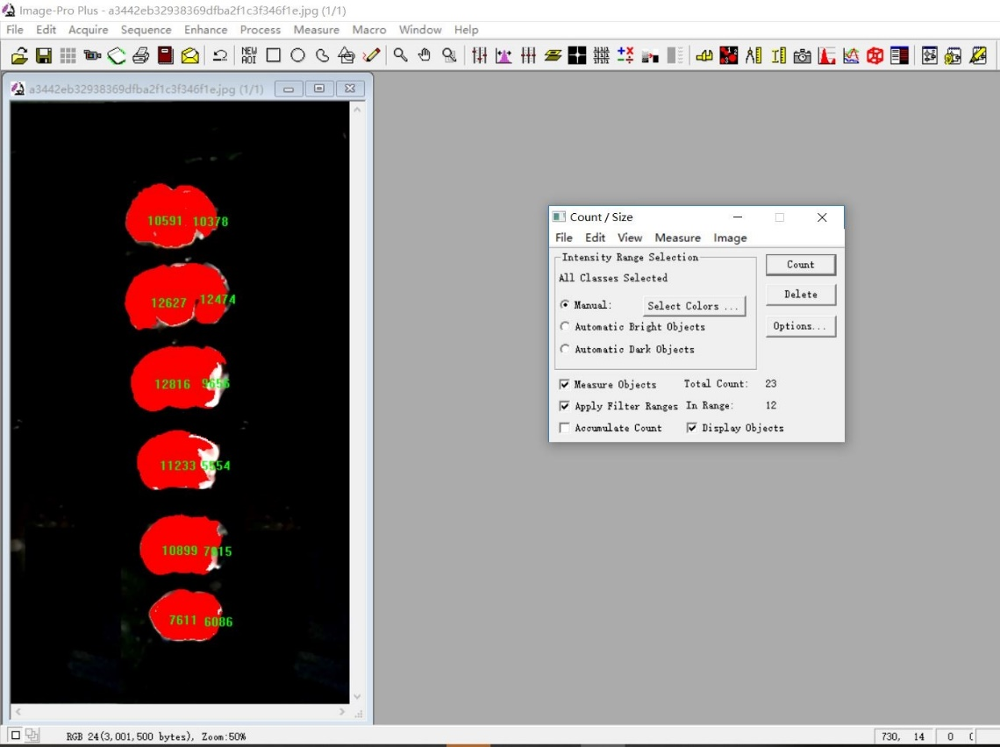 Image-Pro Plus - a3442eb32938369dfba2f1c3f346f1e.jpg (1/1)
File Edit Acquire Sequence Enhance Process Measure Macro Window Help
NEW AOI
a3442eb32938369dfba2f1c3f346f1e.jpg (1/1)
10591 10378
12627 12474
12816 9656
11233 5554
10899 7815
7611 6086
Count / Size
File Edit View Measure Image
Intensity Range Selection
All Classes Selected
Manual: Select Colors ...
Automatic Bright Objects
Automatic Dark Objects
Count
Delete
Options...
Measure Objects Total Count: 23
Apply Filter Ranges In Range: 12
Accumulate Count Display Objects
RGB 24(3,001,500 bytes), Zoom:50%
730, 14 0